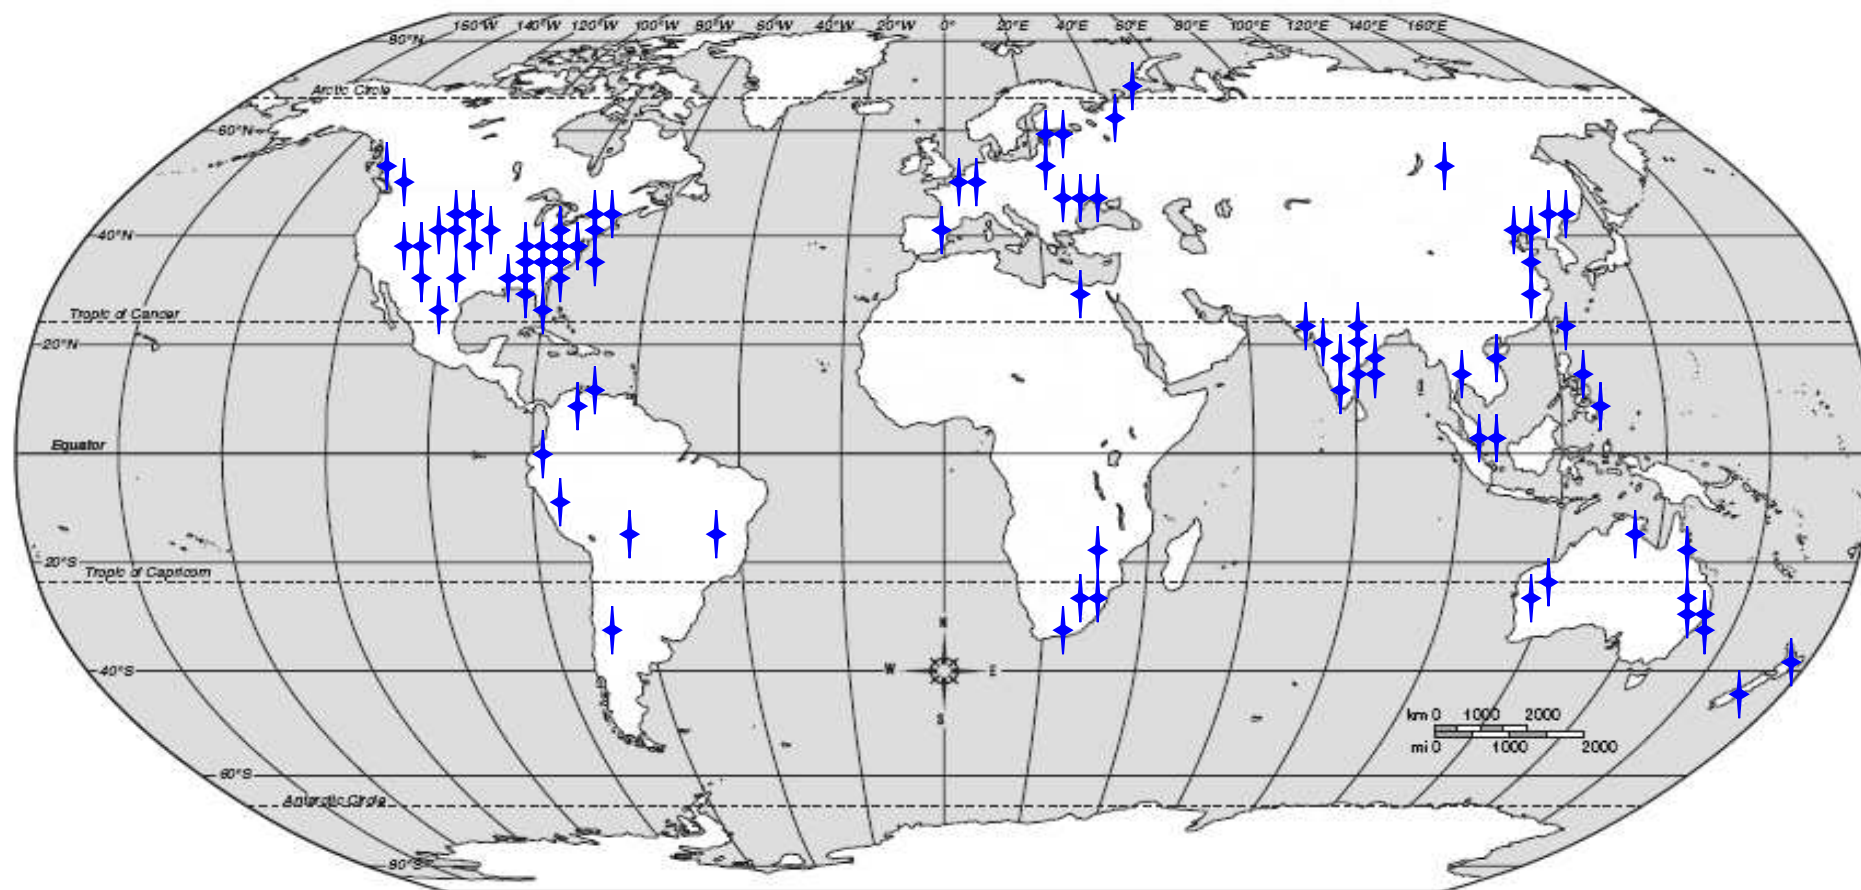 160°W 140°W 120°W 100°W 80°W 60°W 40°W 20°W 0° 20°E 40°E 60°E 80°E 100°E 120°E 140°E 160°E
80°N
Arctic Circle
60°N
40°N
Tropic of Cancer
20°N
Equator
20°S
Tropic of Capricorn
N
W E
40°S
S
km 0 1000 2000
mi 0 1000 2000
60°S
Antarctic Circle
80°S